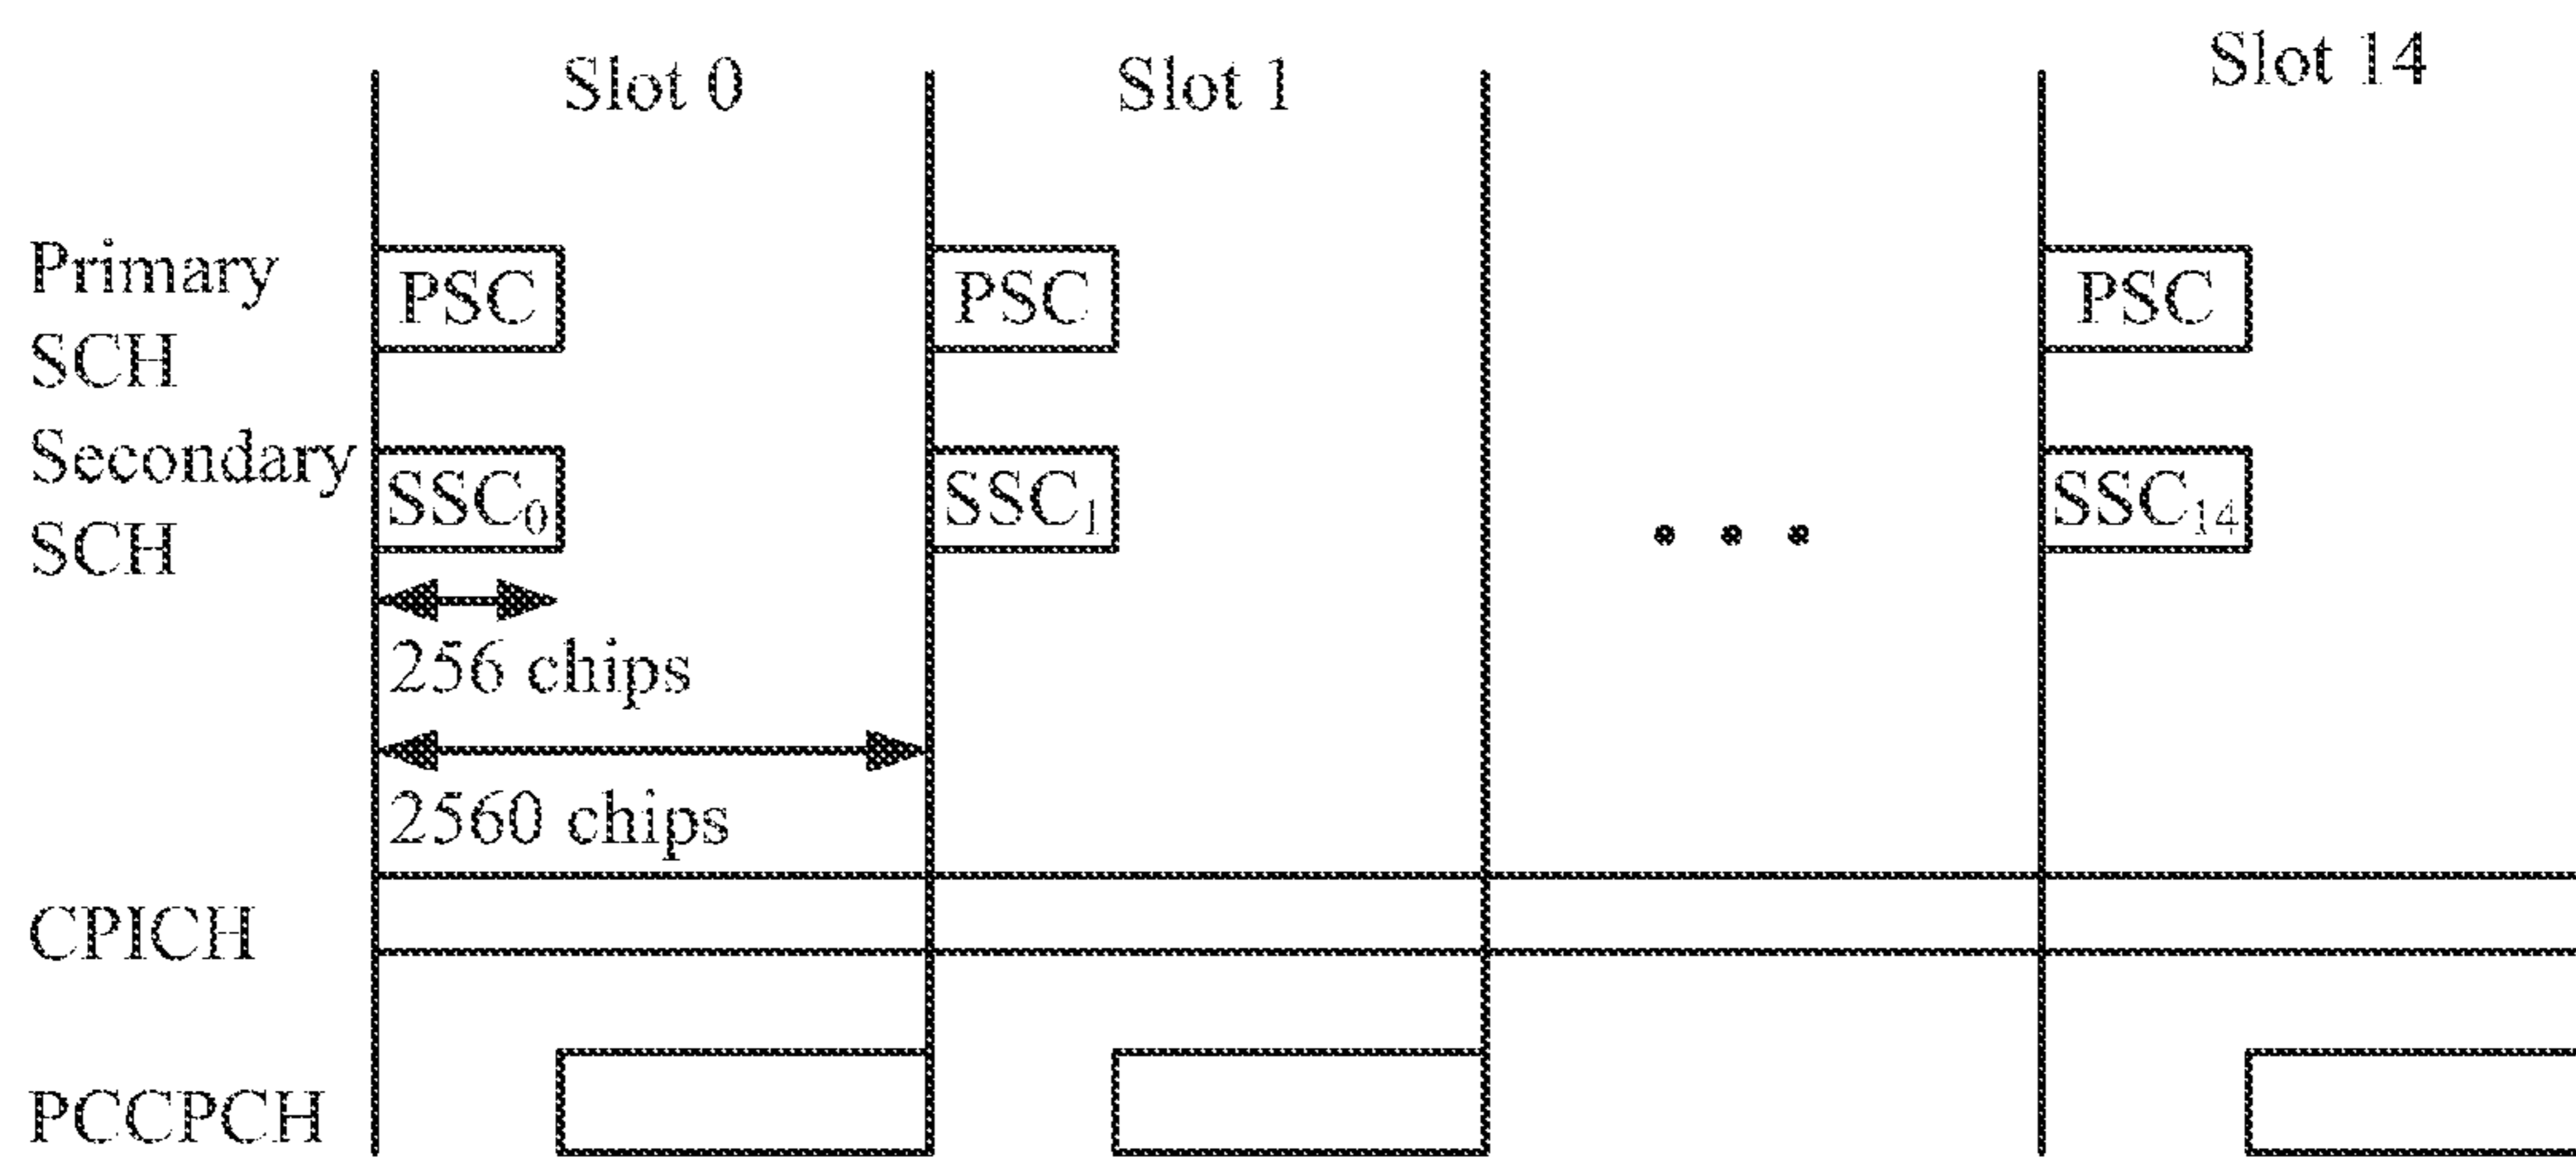 Slot 0 Slot 1 Slot 14
Primary
SCH
PSC PSC PSC
Secondary
SCH
SSC₀ SSC₁ SSC₁₄
256 chips
2560 chips
CPICH
PCCPCH